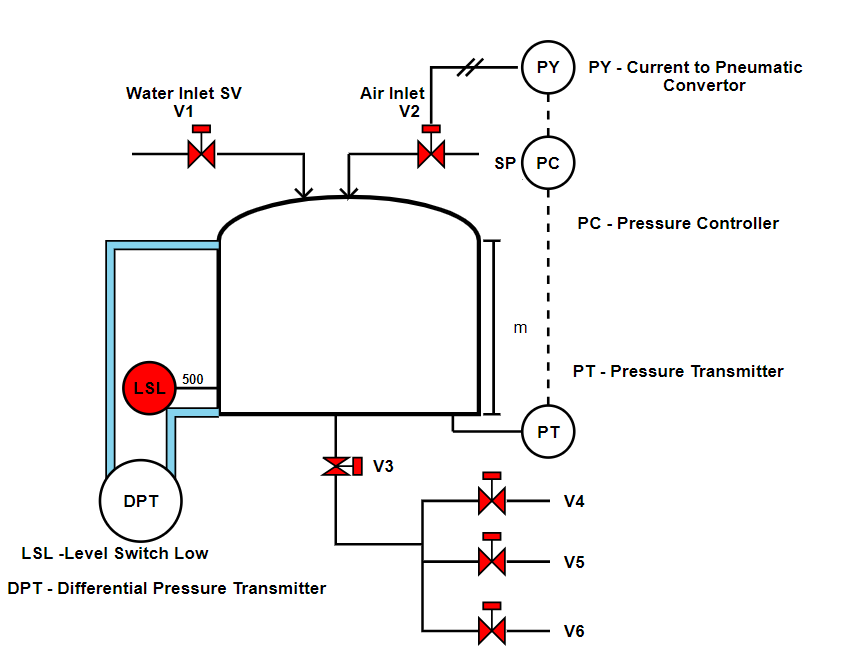 PY
PY - Current to Pneumatic
Convertor
Water Inlet SV
V1
Air Inlet
V2
SP
PC
PC - Pressure Controller
m
PT - Pressure Transmitter
500
LSL
PT
V3
DPT
V4
LSL -Level Switch Low
V5
DPT - Differential Pressure Transmitter
V6